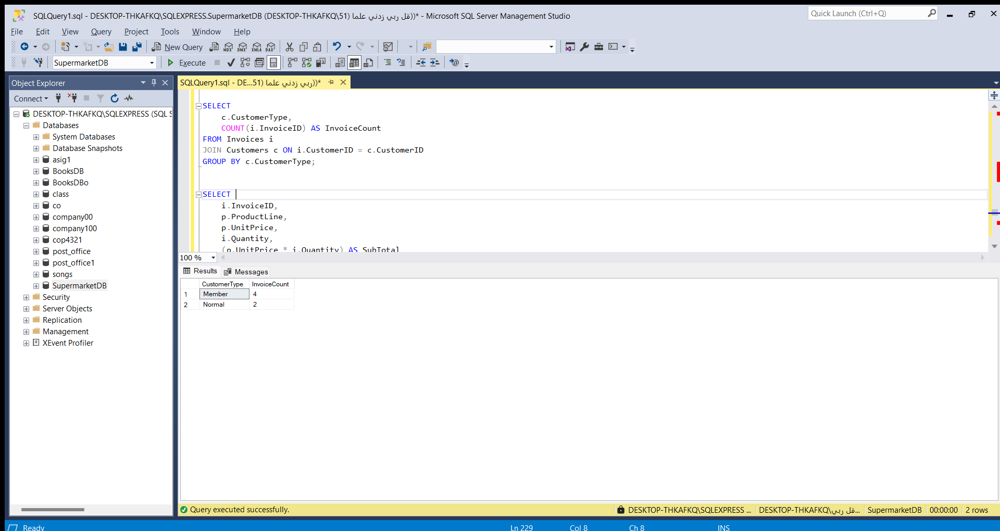 SQLQuery1.sql - DESKTOP-THKAFKQ\SQLEXPRESS.SupermarketDB (DESKTOP-THKAFKQ\قل ربي زدني علما (51))* - Microsoft SQL Server Management Studio
Quick Launch (Ctrl+Q)
File Edit View Query Project Tools Window Help
New Query MDX DMX XMLA DAX
SupermarketDB Execute
Object Explorer
SQLQuery1.sql - DE...ربي زدني علما (51))*
Connect
DESKTOP-THKAFKQ\SQLEXPRESS (SQL S
Databases
System Databases
Database Snapshots
asig1
BooksDB
BooksDBo
class
co
company00
company100
cop4321
post_office
post_office1
songs
SupermarketDB
Security
Server Objects
Replication
Management
XEvent Profiler
SELECT
c.CustomerType,
COUNT(i.InvoiceID) AS InvoiceCount
FROM Invoices i
JOIN Customers c ON i.CustomerID = c.CustomerID
GROUP BY c.CustomerType;
SELECT
i.InvoiceID,
p.ProductLine,
p.UnitPrice,
i.Quantity,
(p.UnitPrice * i.Quantity) AS SubTotal
100 %
Results Messages
CustomerType InvoiceCount
1 Member 4
2 Normal 2
Query executed successfully.
DESKTOP-THKAFKQ\SQLEXPRESS ... DESKTOP-THKAFKQ\قل ربي... SupermarketDB 00:00:00 2 rows
Ready Ln 229 Col 8 Ch 8 INS